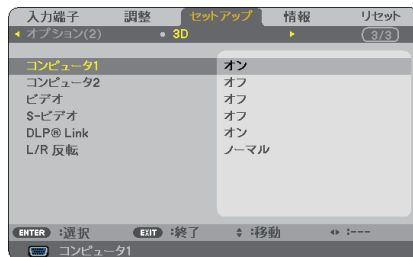 入力端子 調整 セットアップ 情報 リセット
オプション(2) 3D (3/3)
コンピュータ1 オン
コンピュータ2 オフ
ビデオ オフ
S-ビデオ オフ
DLP® Link オン
L/R 反転 ノーマル
ENTER :選択 EXIT :終了 :移動 :---
コンピュータ1